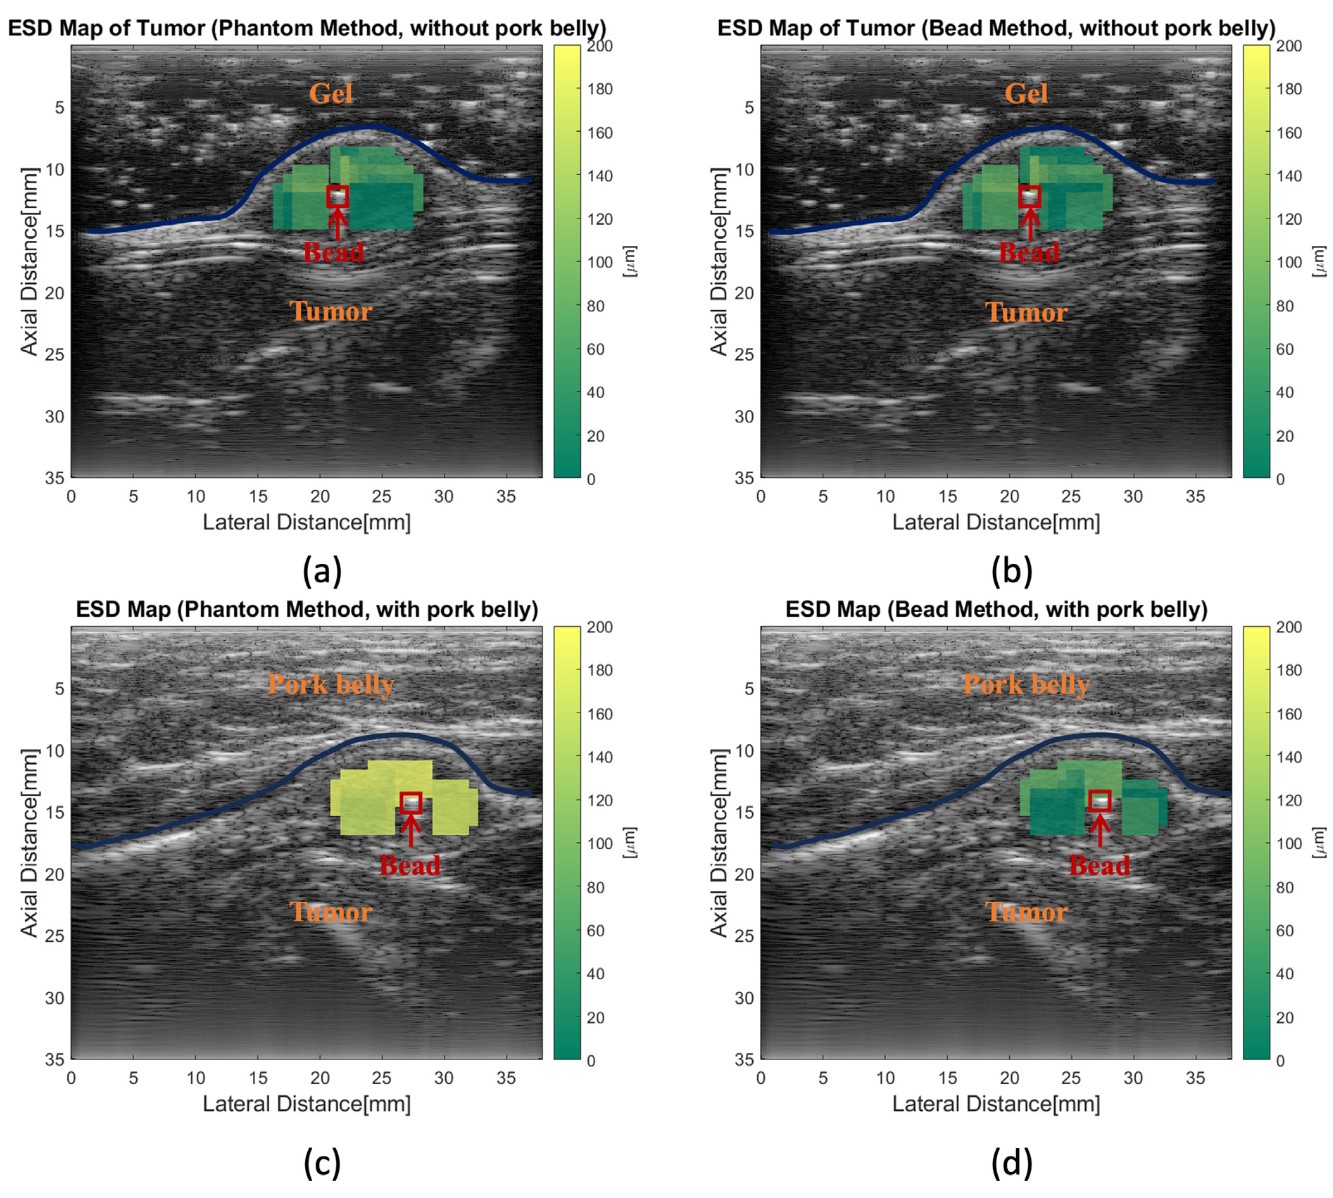 ESD Map of Tumor (Phantom Method, without pork belly)
200
180
160
140
120
100
80
60
40
20
0
[μm]
Gel
Bead
Tumor
Axial Distance[mm]
5
10
15
20
25
30
35
0 5 10 15 20 25 30 35
Lateral Distance[mm]
(a)
ESD Map of Tumor (Bead Method, without pork belly)
200
180
160
140
120
100
80
60
40
20
0
[μm]
Gel
Bead
Tumor
Axial Distance[mm]
5
10
15
20
25
30
35
0 5 10 15 20 25 30 35
Lateral Distance[mm]
(b)
ESD Map (Phantom Method, with pork belly)
200
180
160
140
120
100
80
60
40
20
0
[μm]
Pork belly
Bead
Tumor
Axial Distance[mm]
5
10
15
20
25
30
35
0 5 10 15 20 25 30 35
Lateral Distance[mm]
(c)
ESD Map (Bead Method, with pork belly)
200
180
160
140
120
100
80
60
40
20
0
[μm]
Pork belly
Bead
Tumor
Axial Distance[mm]
5
10
15
20
25
30
35
0 5 10 15 20 25 30 35
Lateral Distance[mm]
(d)